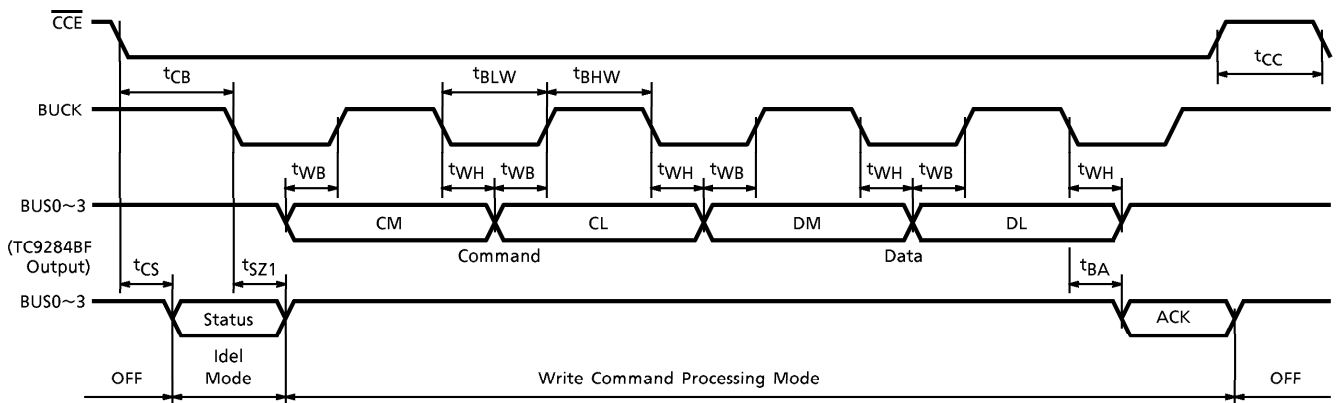 CCE
tCC
tCB tBLW tBHW
BUCK
tWB tWH tWB tWH tWB tWH tWB tWH
BUS0~3
CM CL DM DL
(TC9284BF
Output)
Command Data
tCS tSZ1 tBA
BUS0~3
Status ACK
Idel
Mode
OFF Write Command Processing Mode OFF